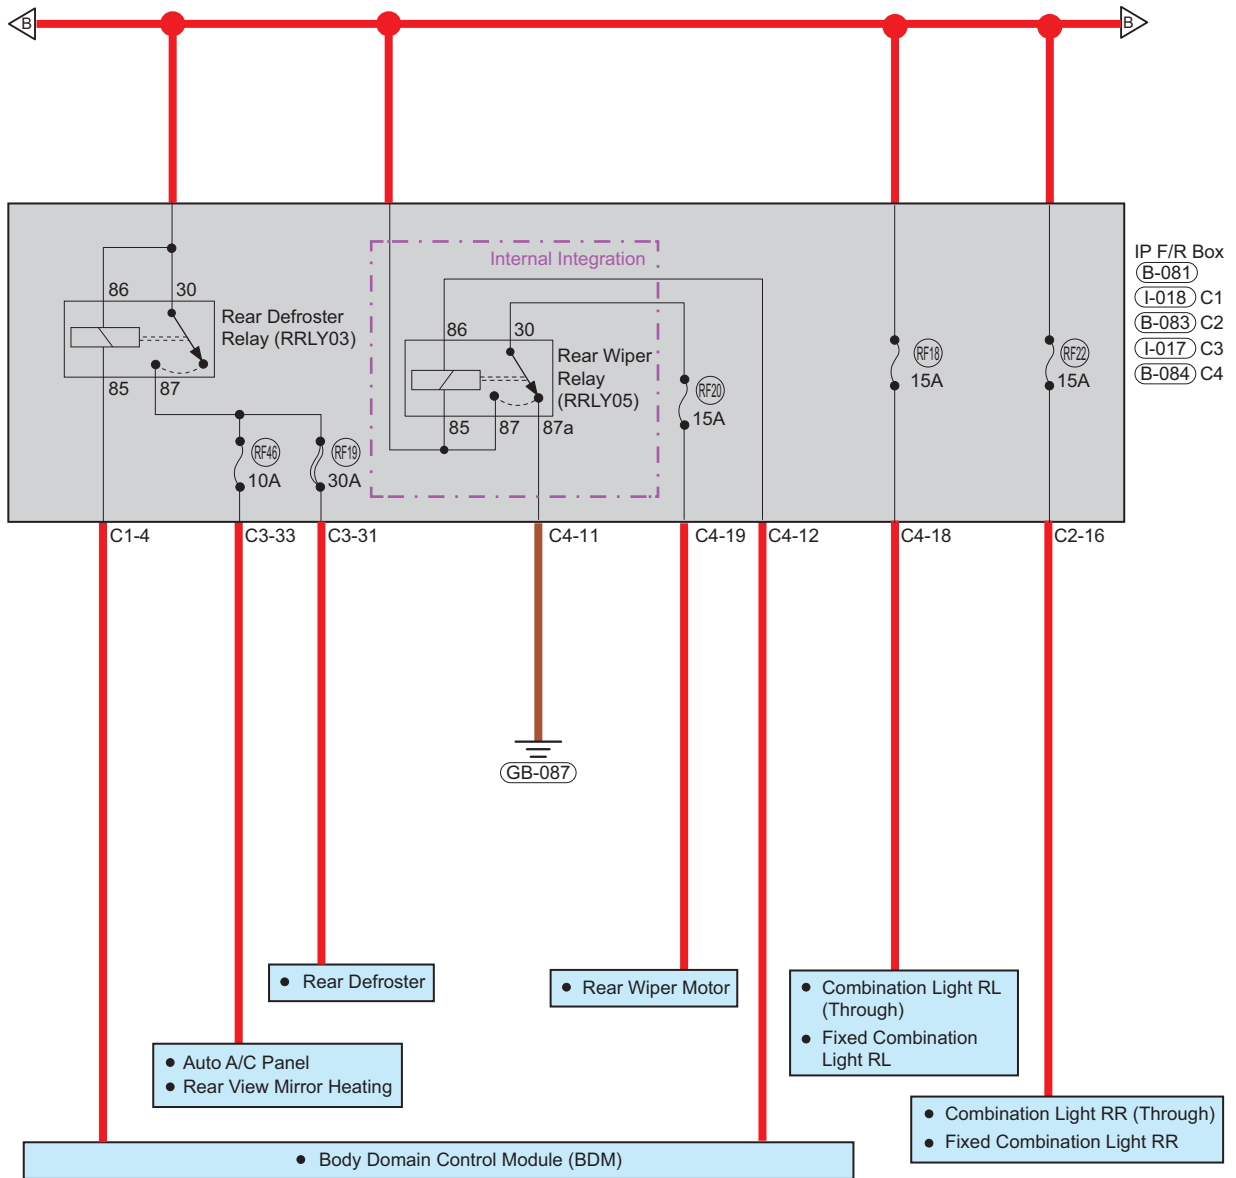 B
B
IP F/R Box
B-081
I-018 C1
B-083 C2
I-017 C3
B-084 C4
Internal Integration
86
30
Rear Defroster
Relay (RRLY03)
85
87
86
30
Rear Wiper
Relay
(RRLY05)
85
87
87a
RF46
10A
RF19
30A
RF20
15A
RF18
15A
RF22
15A
C1-4
C3-33
C3-31
C4-11
C4-19
C4-12
C4-18
C2-16
GB-087
● Rear Defroster
● Rear Wiper Motor
● Combination Light RL
(Through)
● Fixed Combination
Light RL
● Auto A/C Panel
● Rear View Mirror Heating
● Combination Light RR (Through)
● Fixed Combination Light RR
● Body Domain Control Module (BDM)